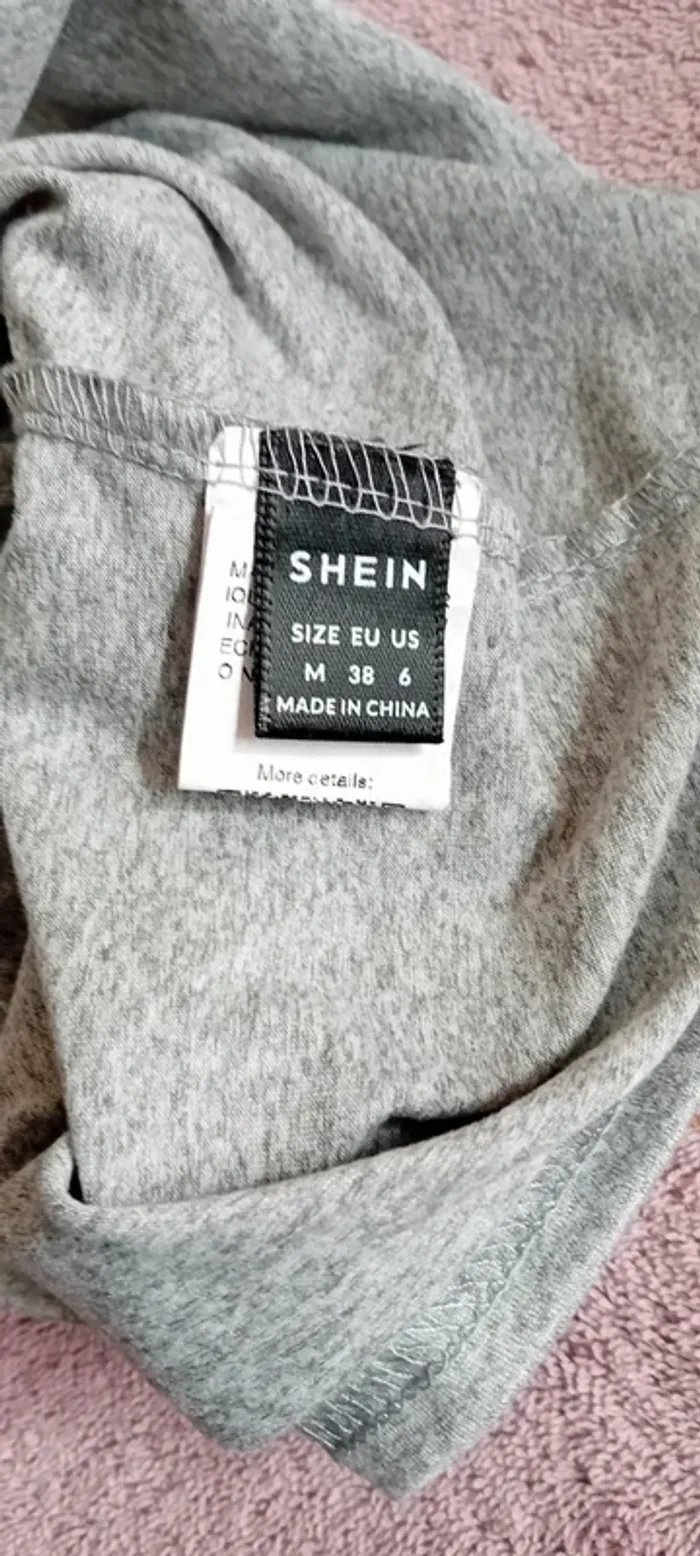 SHEIN
SIZE EU US
M 38 6
MADE IN CHINA
More details: